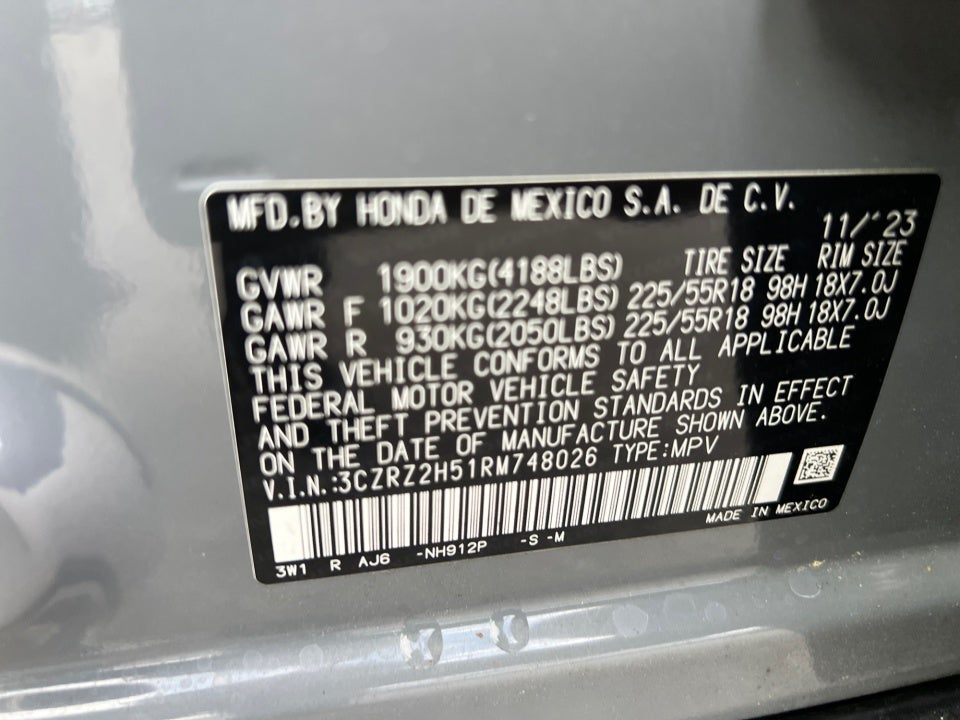 MFD.BY HONDA DE MEXICO S.A. DE C.V.
11/'23
GVWR 1900KG(4188LBS) TIRE SIZE RIM SIZE
GAWR F 1020KG(2248LBS) 225/55R18 98H 18X7.0J
GAWR R 930KG(2050LBS) 225/55R18 98H 18X7.0J
THIS VEHICLE CONFORMS TO ALL APPLICABLE
FEDERAL MOTOR VEHICLE SAFETY
AND THEFT PREVENTION STANDARDS IN EFFECT
ON THE DATE OF MANUFACTURE SHOWN ABOVE.
V.I.N.:3CZRZ2H51RM748026 TYPE:MPV
MADE IN MEXICO
3W1 R AJ6 -NH912P -S -M